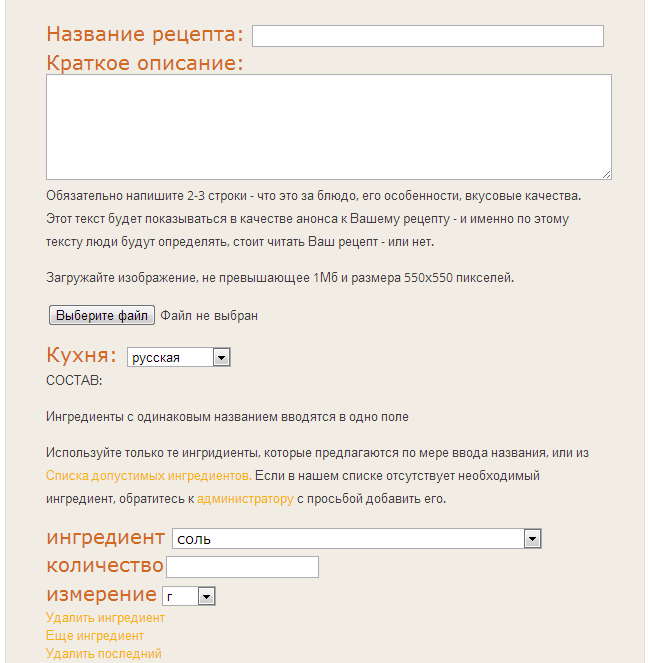 Название рецепта:
Краткое описание:
Обязательно напишите 2-3 строки - что это за блюдо, его особенности, вкусовые качества.
Этот текст будет показываться в качестве анонса к Вашему рецепту - и именно по этому
тексту люди будут определять, стоит читать Ваш рецепт - или нет.
Загружайте изображение, не превышающее 1Мб и размера 550x550 пикселей.
Выберите файл Файл не выбран
Кухня: русская
СОСТАВ:
Ингредиенты с одинаковым названием вводятся в одно поле
Используйте только те ингридиенты, которые предлагаются по мере ввода названия, или из
Списка допустимых ингредиентов. Если в нашем списке отсутствует необходимый
ингредиент, обратитесь к администратору с просьбой добавить его.
ингредиент соль
количество
измерение г
Удалить ингредиент
Еще ингредиент
Удалить последний